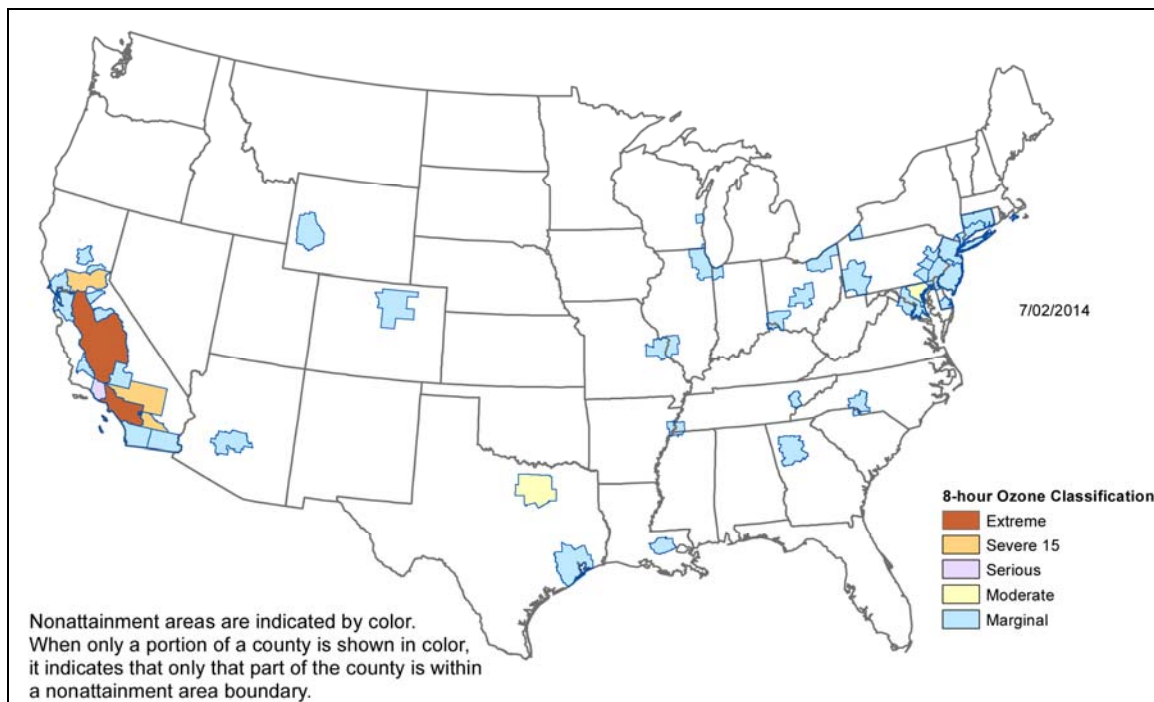 7/02/2014
8-hour Ozone Classification
Extreme
Severe 15
Serious
Moderate
Marginal
Nonattainment areas are indicated by color.
When only a portion of a county is shown in color,
it indicates that only that part of the county is within
a nonattainment area boundary.